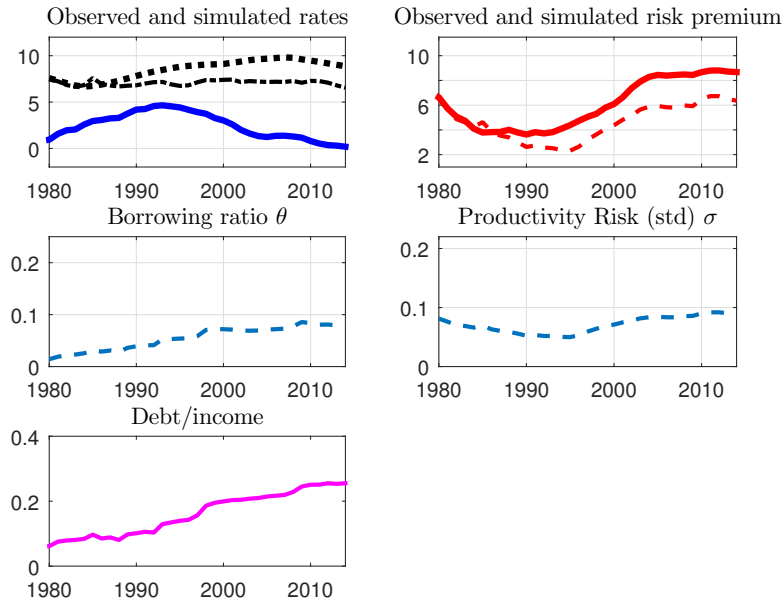 Observed and simulated rates
10
5
0
1980 1990 2000 2010
Observed and simulated risk premium
10
6
2
1980 1990 2000 2010
Borrowing ratio θ
0.2
0.1
0
1980 1990 2000 2010
Productivity Risk (std) σ
0.2
0.1
0
1980 1990 2000 2010
Debt/income
0.4
0.2
0
1980 1990 2000 2010